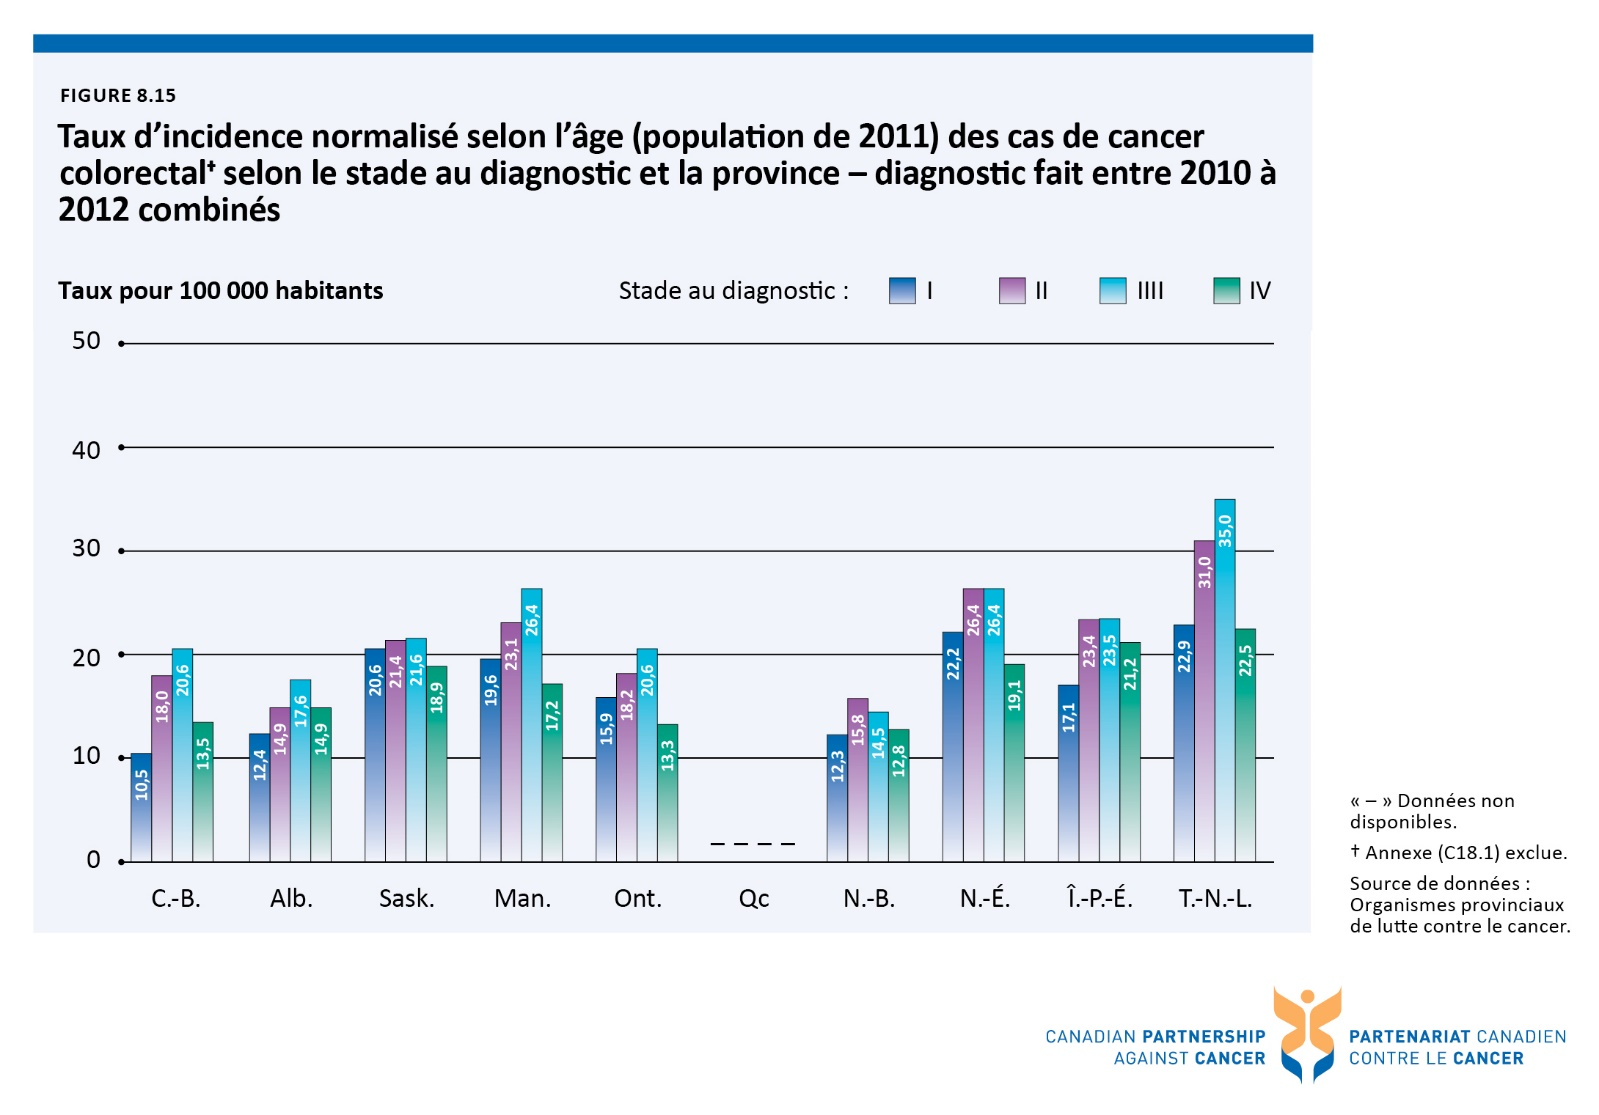 FIGURE 8.15
Taux d’incidence normalisé selon l’âge (population de 2011) des cas de cancer
colorectal† selon le stade au diagnostic et la province – diagnostic fait entre 2010 à
2012 combinés
Taux pour 100 000 habitants
Stade au diagnostic : I II IIII IV
50
40
30
20
10
0
10,5 18,0 20,6 13,5
12,4 14,9 17,6 14,9
20,6 21,4 21,6 18,9
19,6 23,1 26,4 17,2
15,9 18,2 20,6 13,3
– – – –
12,3 15,8 14,5 12,8
22,2 26,4 26,4 19,1
17,1 23,4 23,5 21,2
22,9 31,0 35,0 22,5
C.-B. Alb. Sask. Man. Ont. Qc N.-B. N.-É. Î.-P.-É. T.-N.-L.
« – » Données non
disponibles.
† Annexe (C18.1) exclue.
Source de données :
Organismes provinciaux
de lutte contre le cancer.
CANADIAN PARTNERSHIP
AGAINST CANCER
PARTENARIAT CANADIEN
CONTRE LE CANCER